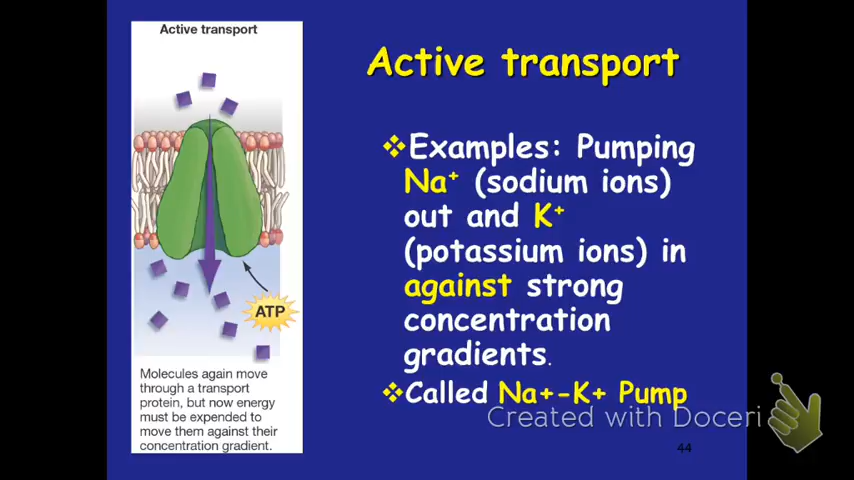 Active transport
ATP
Molecules again move
through a transport
protein, but now energy
must be expended to
move them against their
concentration gradient.
Active transport
❖Examples: Pumping
Na⁺ (sodium ions)
out and K⁺
(potassium ions) in
against strong
concentration
gradients.
❖Called Na+-K+ Pump
Created with Doceri
44